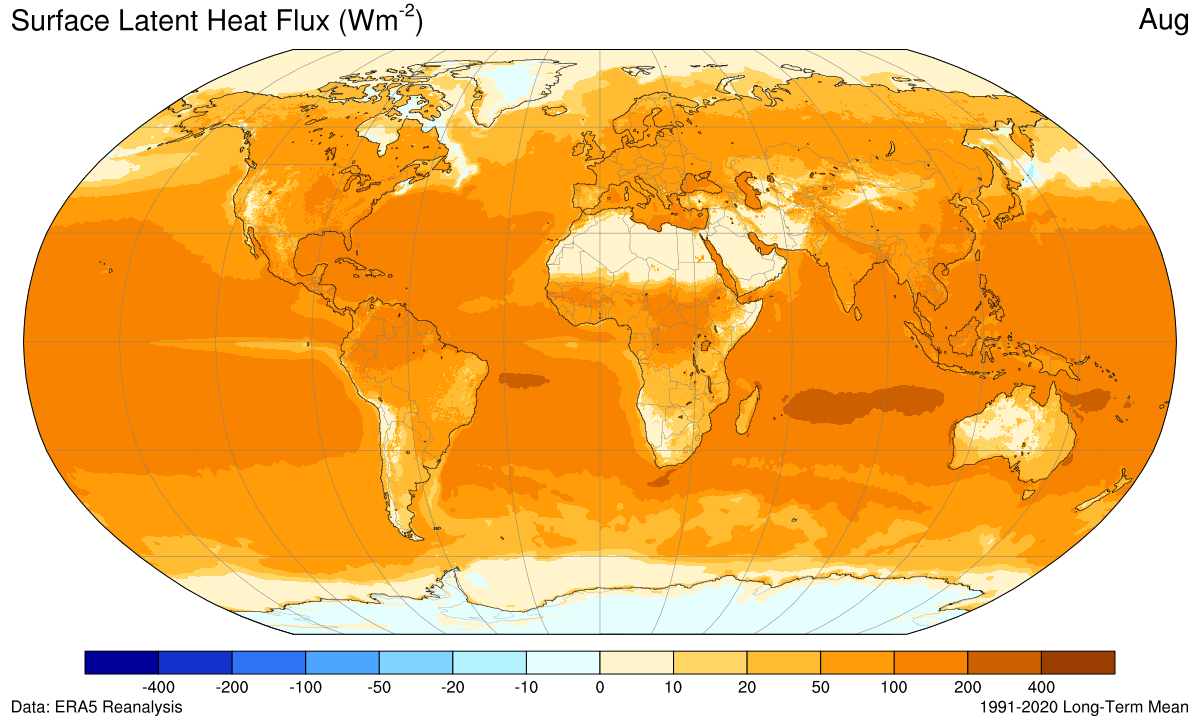 Surface Latent Heat Flux (Wm⁻²) Aug
-400 -200 -100 -50 -20 -10 0 10 20 50 100 200 400
Data: ERA5 Reanalysis 1991-2020 Long-Term Mean